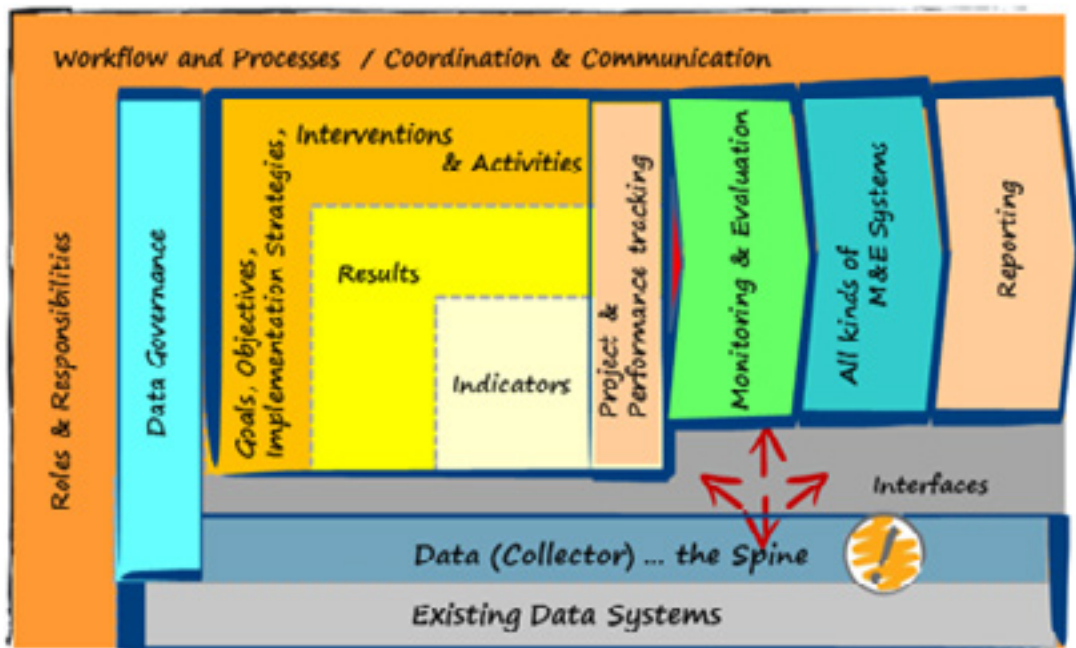 Workflow and Processes / Coordination & Communication
Roles & Responsibilities
Data Governance
Goals, Objectives,
Implementation Strategies,
Interventions
& Activities
Results
Indicators
Project &
Performance tracking
Monitoring & Evaluation
All kinds of
M&E Systems
Reporting
Interfaces
Data (Collector) ... the Spine
!
Existing Data Systems